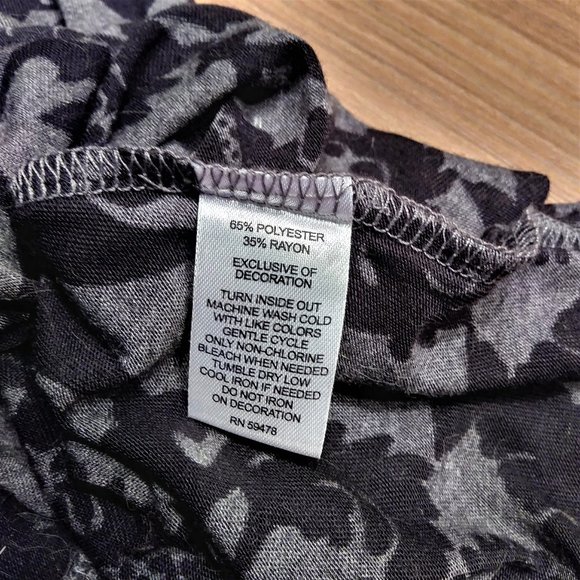 65% POLYESTER
35% RAYON
EXCLUSIVE OF
DECORATION
TURN INSIDE OUT
MACHINE WASH COLD
WITH LIKE COLORS
GENTLE CYCLE
ONLY NON-CHLORINE
BLEACH WHEN NEEDED
TUMBLE DRY LOW
COOL IRON IF NEEDED
DO NOT IRON
ON DECORATION
RN 59478